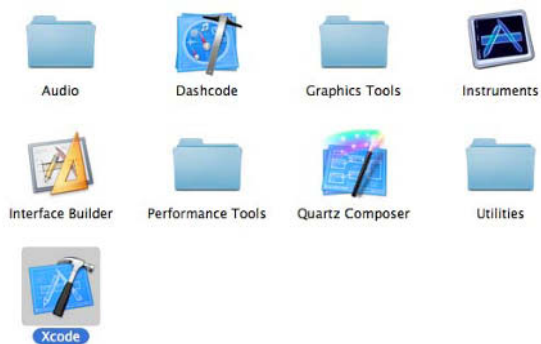 Audio
Dashcode
Graphics Tools
Instruments
Interface Builder
Performance Tools
Quartz Composer
Utilities
Xcode